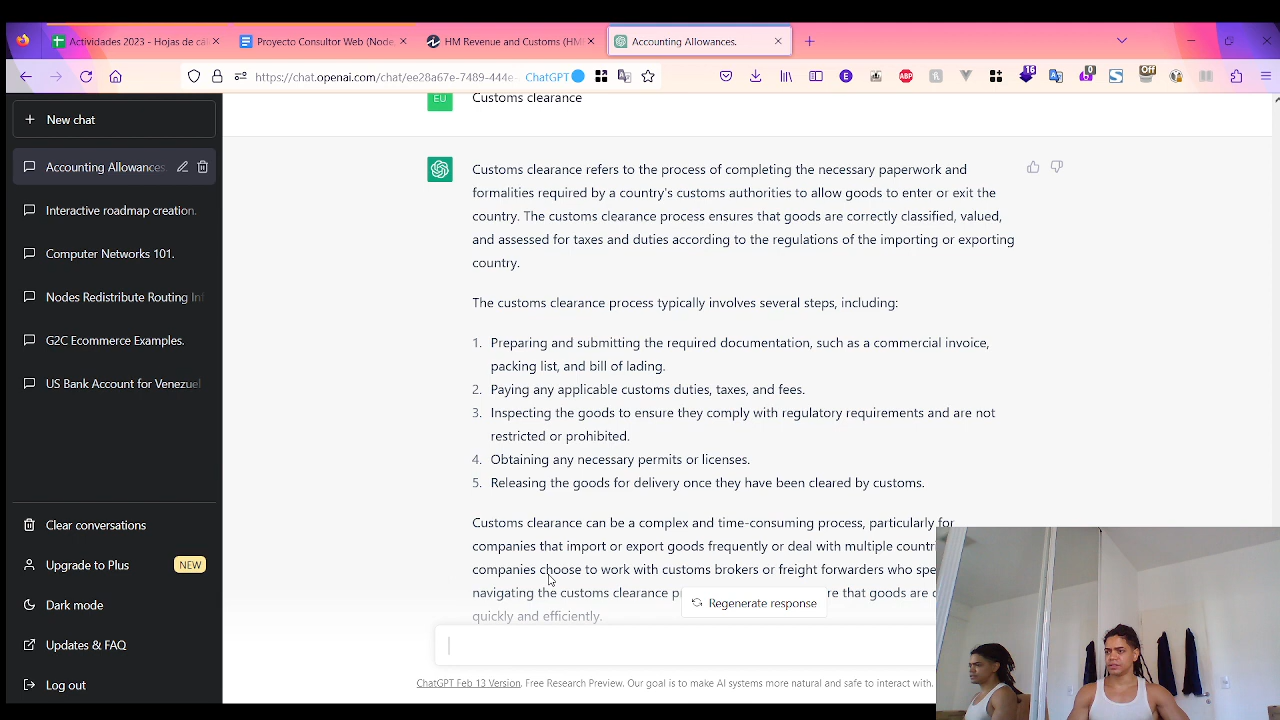 Actividades 2023 - Hojas de cál
Proyecto Consultor Web (Node,
HM Revenue and Customs (HMI
Accounting Allowances.
https://chat.openai.com/chat/ee28a67e-7489-444e-
ChatGPT
E
ABP
16
0
S
Off
New chat
Accounting Allowances.
Interactive roadmap creation.
Computer Networks 101.
Nodes Redistribute Routing Inf
G2C Ecommerce Examples.
US Bank Account for Venezuel
Clear conversations
Upgrade to Plus NEW
Dark mode
Updates & FAQ
Log out
EU Customs clearance
Customs clearance refers to the process of completing the necessary paperwork and
formalities required by a country's customs authorities to allow goods to enter or exit the
country. The customs clearance process ensures that goods are correctly classified, valued,
and assessed for taxes and duties according to the regulations of the importing or exporting
country.
The customs clearance process typically involves several steps, including:
1. Preparing and submitting the required documentation, such as a commercial invoice,
packing list, and bill of lading.
2. Paying any applicable customs duties, taxes, and fees.
3. Inspecting the goods to ensure they comply with regulatory requirements and are not
restricted or prohibited.
4. Obtaining any necessary permits or licenses.
5. Releasing the goods for delivery once they have been cleared by customs.
Customs clearance can be a complex and time-consuming process, particularly for
companies that import or export goods frequently or deal with multiple countr
companies choose to work with customs brokers or freight forwarders who spe
navigating the customs clearance p re that goods are
quickly and efficiently.
Regenerate response
ChatGPT Feb 13 Version. Free Research Preview. Our goal is to make AI systems more natural and safe to interact with.